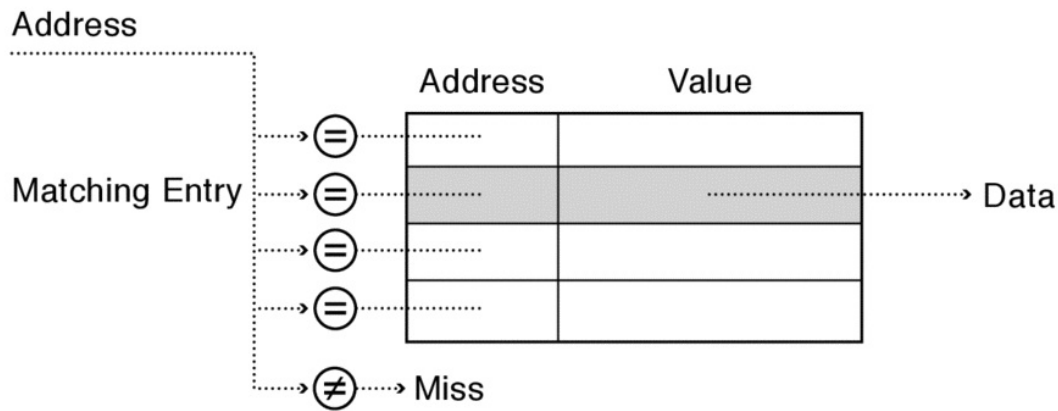 Address
Address Value
=
Matching Entry = Data
=
=
≠ Miss